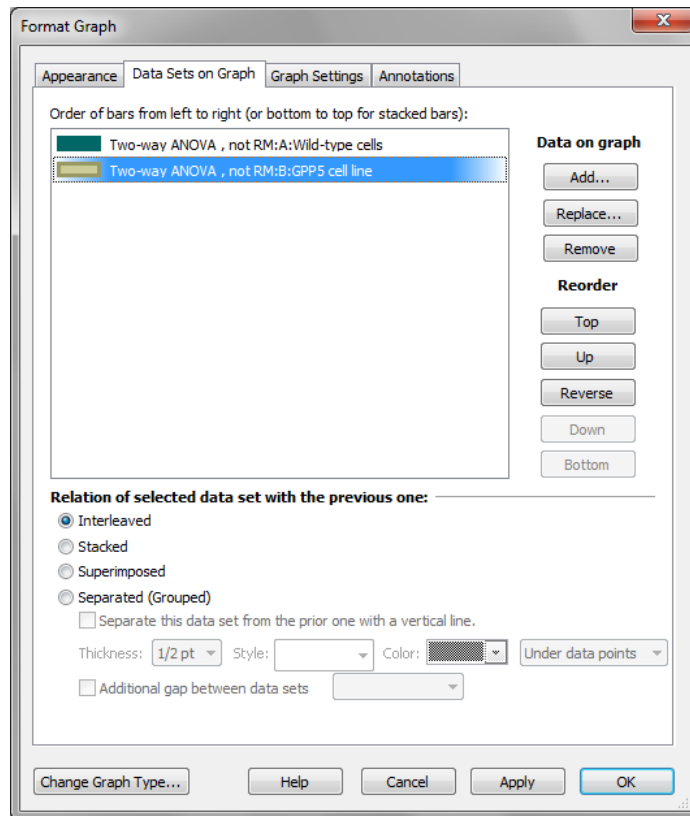 Format Graph
Appearance Data Sets on Graph Graph Settings Annotations
Order of bars from left to right (or bottom to top for stacked bars):
Two-way ANOVA , not RM:A:Wild-type cells
Two-way ANOVA , not RM:B:GPP5 cell line
Data on graph
Add...
Replace...
Remove
Reorder
Top
Up
Reverse
Down
Bottom
Relation of selected data set with the previous one:
Interleaved
Stacked
Superimposed
Separated (Grouped)
Separate this data set from the prior one with a vertical line.
Thickness: 1/2 pt Style: Color: Under data points
Additional gap between data sets
Change Graph Type... Help Cancel Apply OK